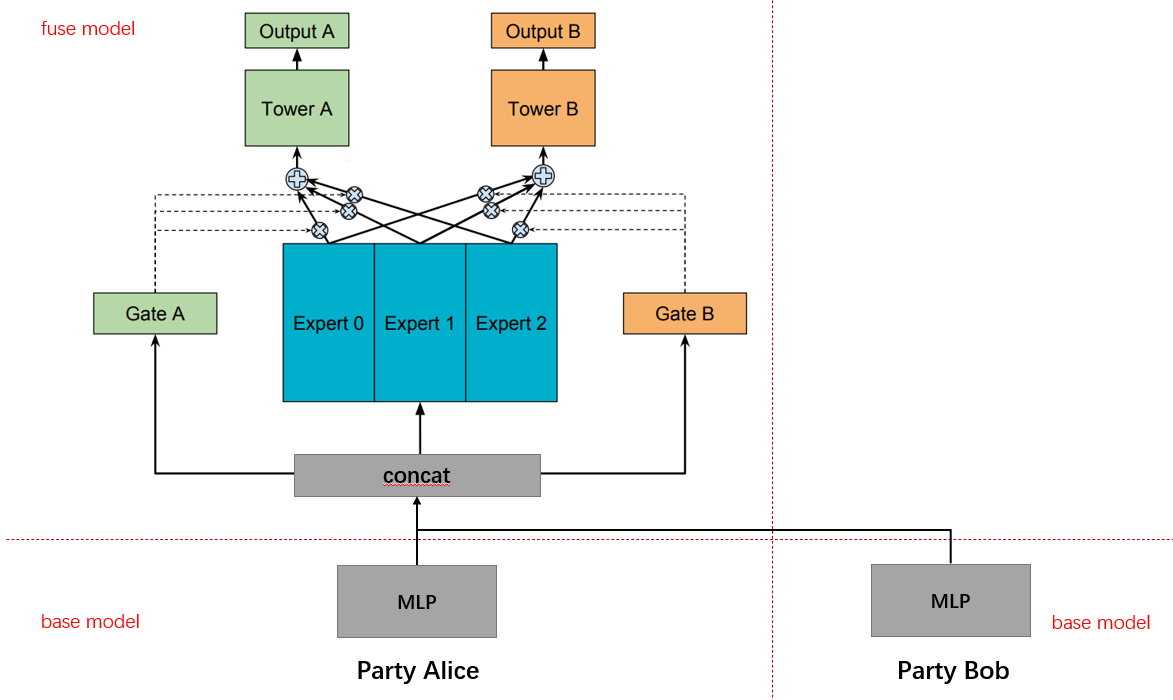 fuse model
Output A
Output B
Tower A
Tower B
Gate A
Expert 0
Expert 1
Expert 2
Gate B
concat
MLP
MLP
base model
base model
Party Alice
Party Bob